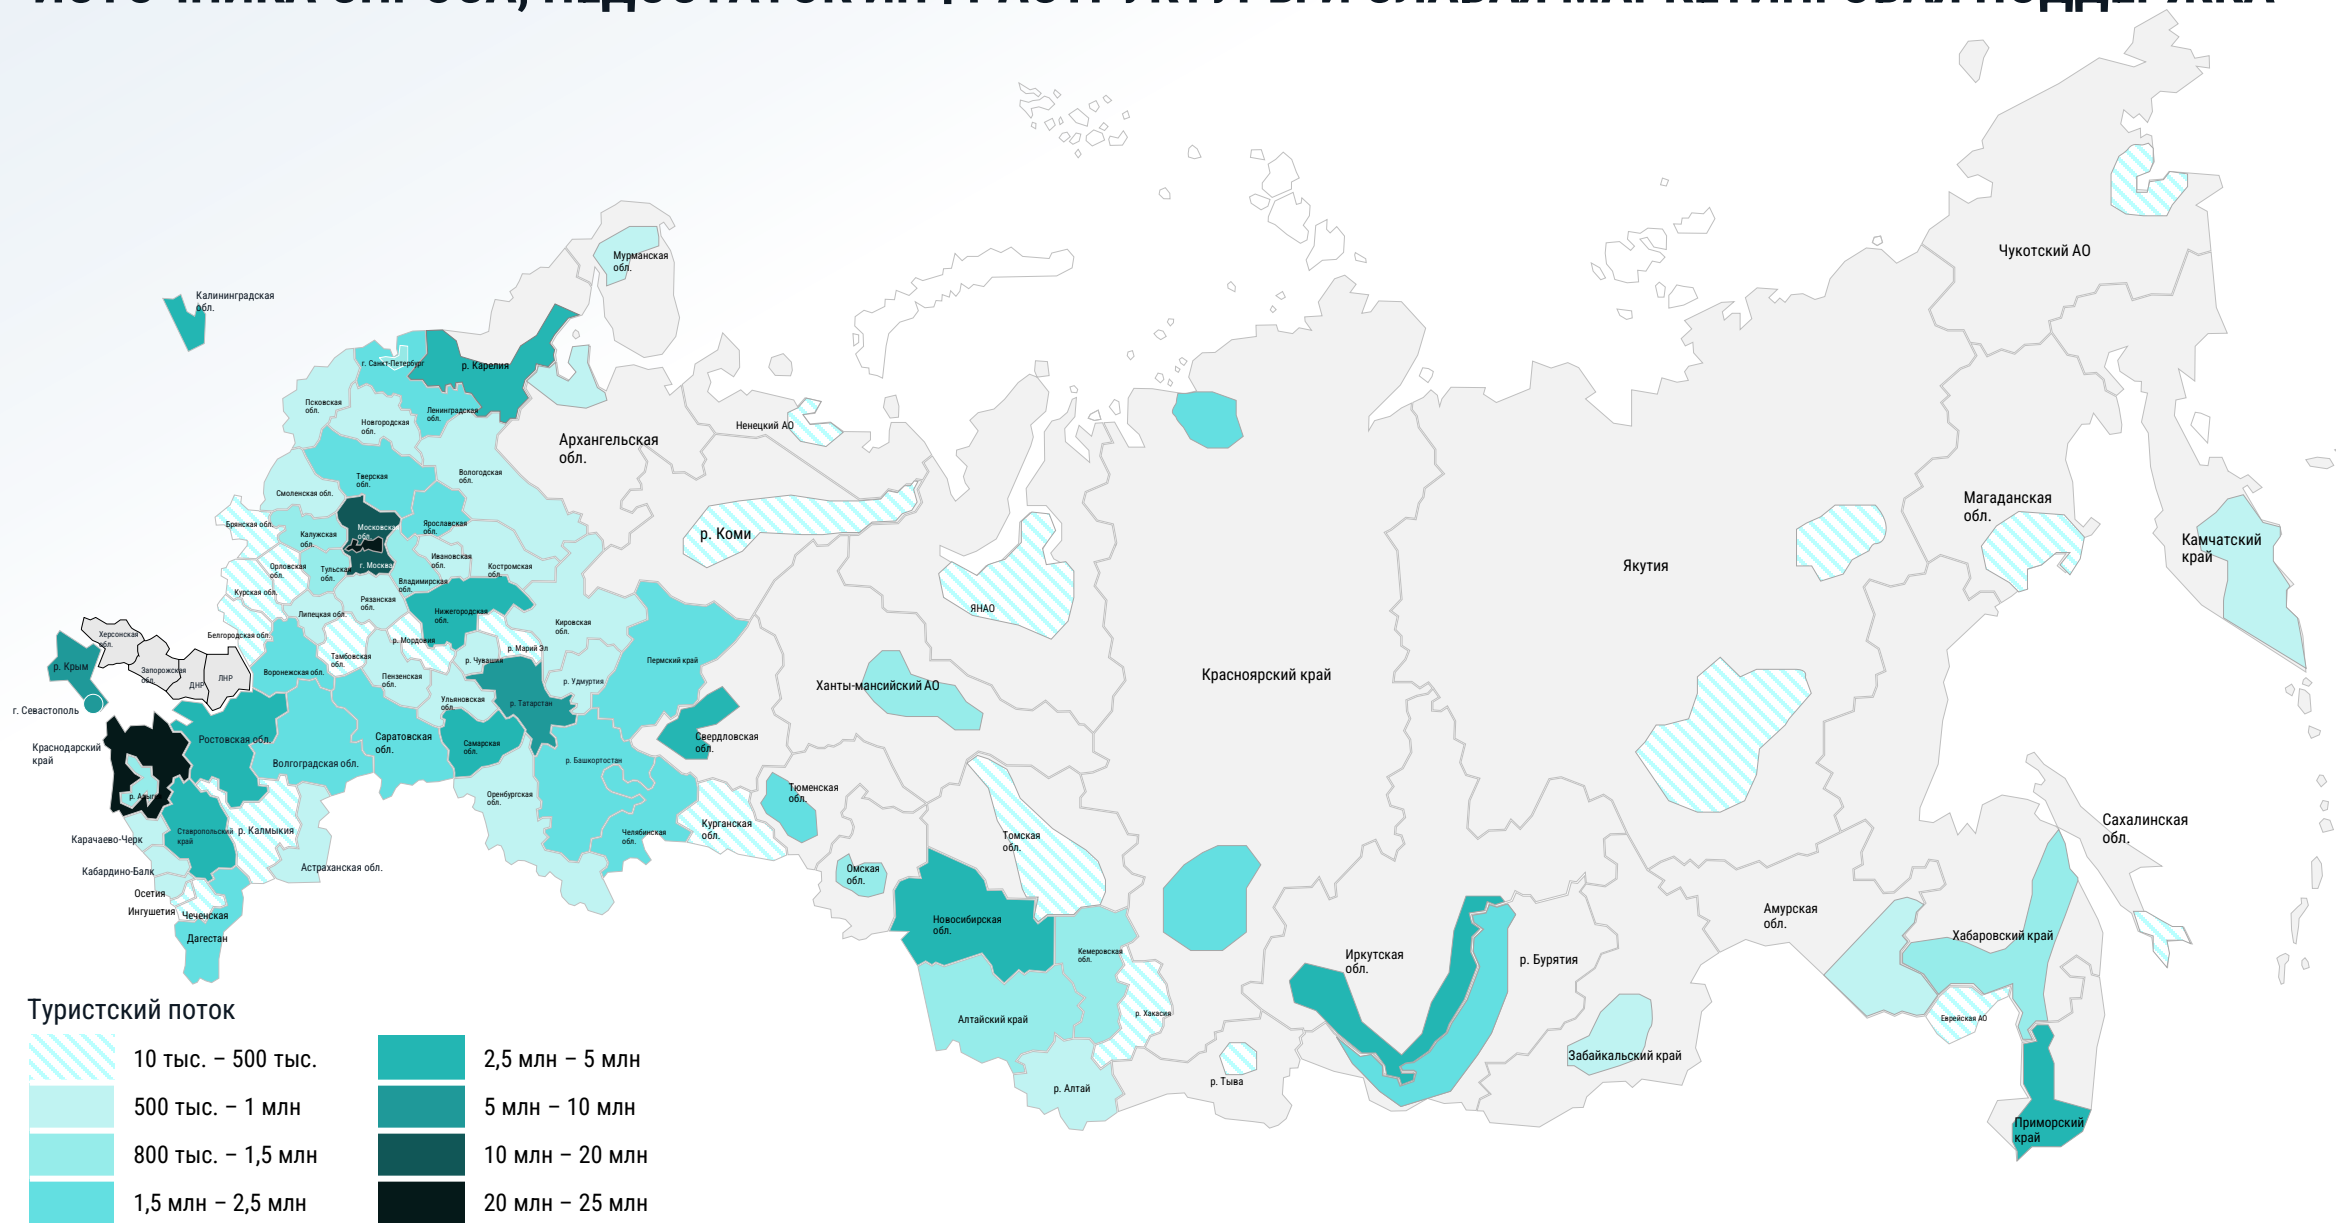 Калининградская
обл.
Мурманская
обл.
г. Санкт-Петербург
р. Карелия
Псковская
обл.
Новгородская
обл.
Ленинградская
обл.
Архангельская
обл.
Ненецкий АО
Чукотский АО
Вологодская
обл.
Тверская
обл.
Смоленская обл.
Брянская обл.
Калужская
обл.
Московская
обл.
Ярославская
обл.
г. Москва
Ивановская
обл.
Костромская
обл.
Орловская
обл.
Тульская
обл.
Владимирская
обл.
Курская обл.
Рязанская
обл.
Липецкая обл.
Нижегородская
обл.
Кировская
обл.
Белгородская обл.
р. Мордовия
р. Марий Эл
Тамбовская
обл.
р. Чувашия
Херсонская
обл.
р. Крым
Запорожская
обл.
ДНР
ЛНР
Воронежская обл.
Пензенская
обл.
р. Удмуртия
Пермский край
Ульяновская
обл.
р. Татарстан
г. Севастополь
Краснодарский
край
Ростовская обл.
Волгоградская обл.
Саратовская
обл.
Самарская
обл.
р. Башкортостан
Свердловская
обл.
Оренбургская
обл.
Челябинская
обл.
Курганская
обл.
Тюменская
обл.
Омская
обл.
Ставропольский
край
р. Калмыкия
Карачаево-Черк
Кабардино-Балк
Астраханская обл.
Осетия
Ингушетия
Чеченская
Дагестан
р. Коми
ЯНАО
Ханты-мансийский АО
Красноярский край
Якутия
Магаданская
обл.
Камчатский
край
Томская
обл.
Новосибирская
обл.
Кемеровская
обл.
Алтайский край
р. Хакасия
р. Алтай
р. Тыва
Иркутская
обл.
р. Бурятия
Забайкальский край
Амурская
обл.
Хабаровский край
Еврейская АО
Сахалинская
обл.
Приморский
край
Туристский поток
10 тыс. – 500 тыс.
500 тыс. – 1 млн
800 тыс. – 1,5 млн
1,5 млн – 2,5 млн
2,5 млн – 5 млн
5 млн – 10 млн
10 млн – 20 млн
20 млн – 25 млн